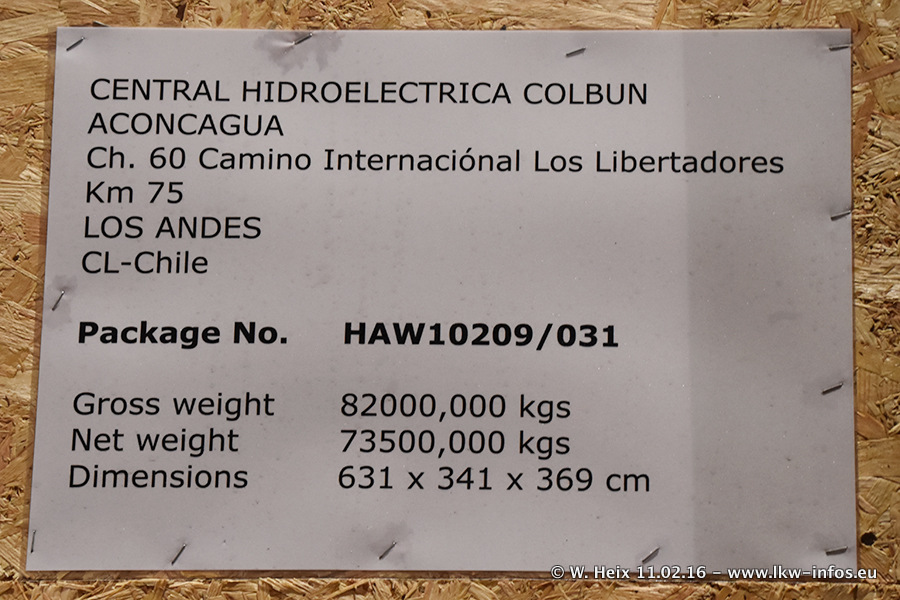 CENTRAL HIDROELECTRICA COLBUN
ACONCAGUA
Ch. 60 Camino Internaciónal Los Libertadores
Km 75
LOS ANDES
CL-Chile
Package No. HAW10209/031
Gross weight 82000,000 kgs
Net weight 73500,000 kgs
Dimensions 631 x 341 x 369 cm
© W. Heix 11.02.16 - www.lkw-infos.eu